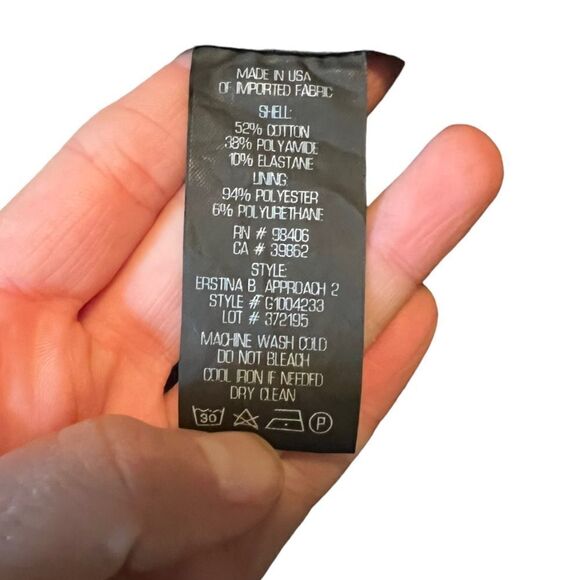 MADE IN USA
OF IMPORTED FABRIC
SHELL:
52% COTTON
38% POLYAMIDE
10% ELASTANE
LINING:
94% POLYESTER
6% POLYURETHANE
RN # 98406
CA # 39862
STYLE:
ERSTINA B APPROACH 2
STYLE # G1004233
LOT # 372195
MACHINE WASH COLD
DO NOT BLEACH
COOL IRON IF NEEDED
DRY CLEAN
30 P